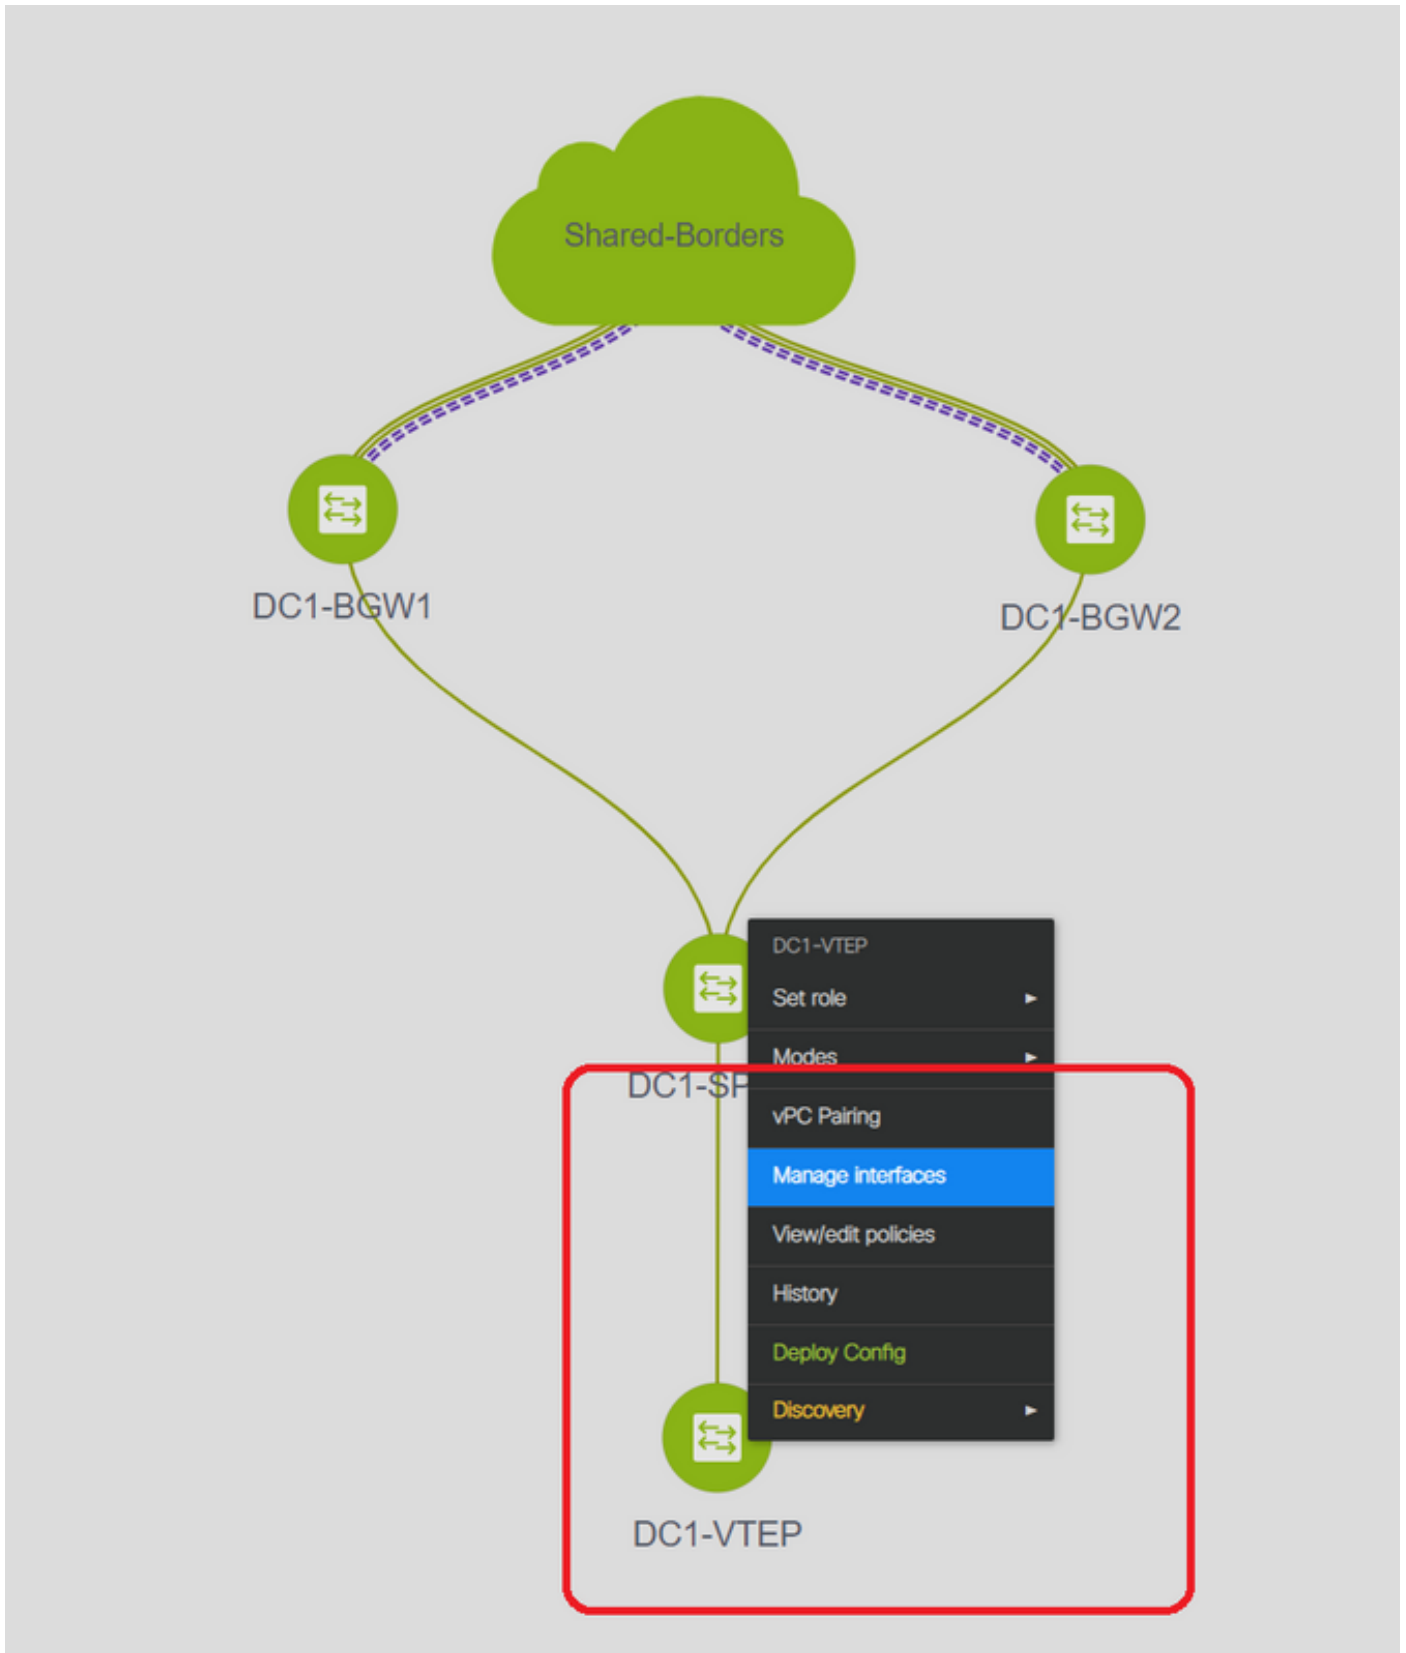 Shared-Borders
DC1-BGW1
DC1-BGW2
DC1-SP
DC1-VTEP
Set role
Modes
vPC Pairing
Manage interfaces
View/edit policies
History
Deploy Config
Discovery
DC1-VTEP